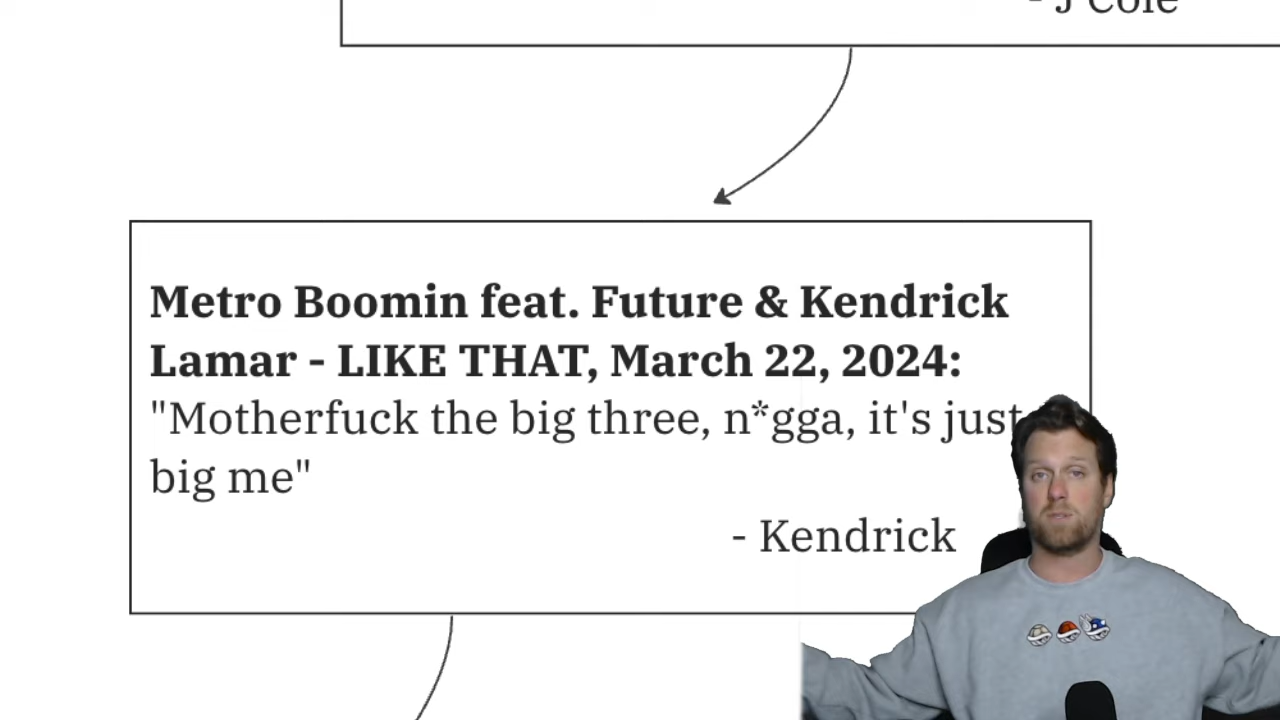 - J Cole
Metro Boomin feat. Future & Kendrick
Lamar - LIKE THAT, March 22, 2024:
"Motherfuck the big three, n*gga, it's just
big me"
- Kendrick